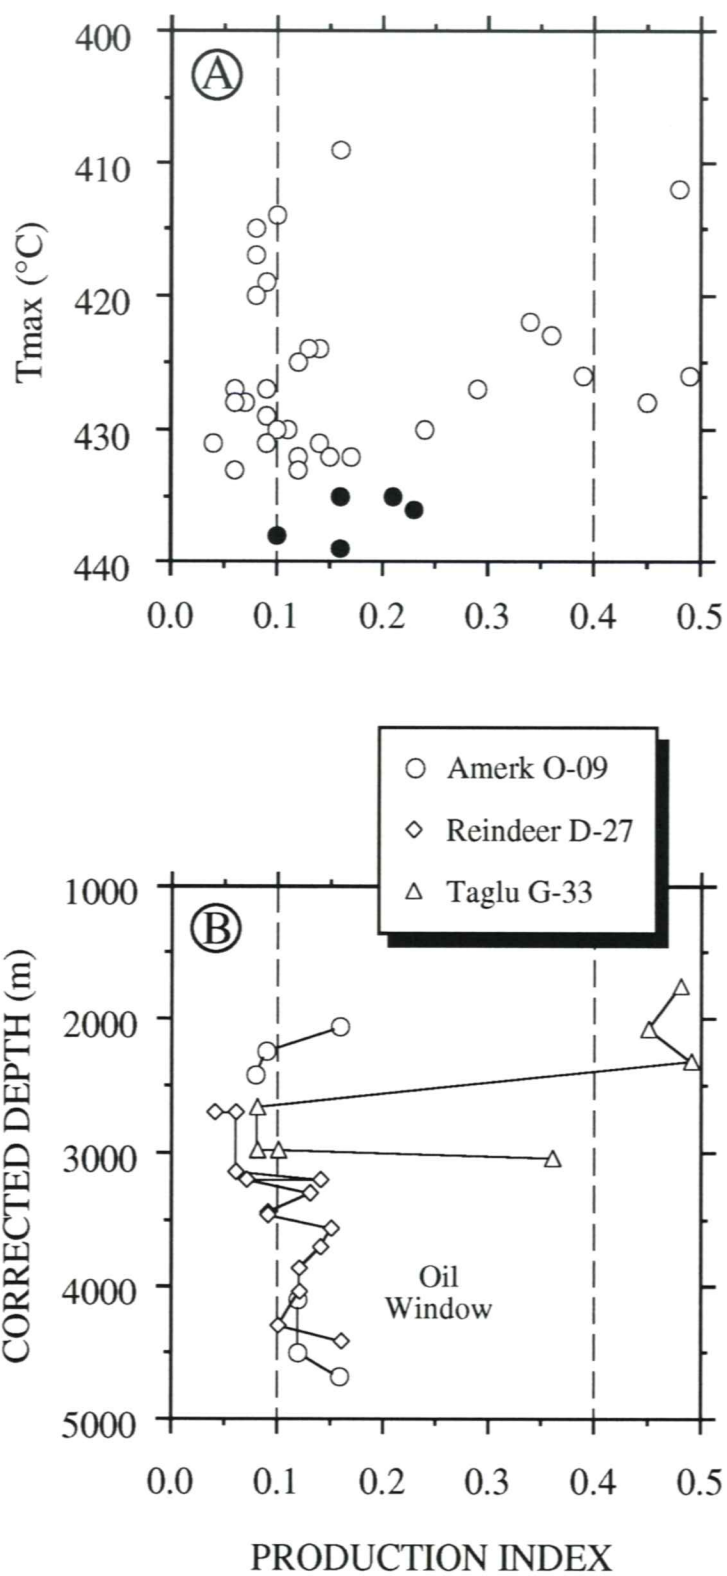 A
400
410
420
430
440
Tmax (°C)
0.0 0.1 0.2 0.3 0.4 0.5
Amerk O-09
Reindeer D-27
Taglu G-33
B
1000
2000
3000
4000
5000
CORRECTED DEPTH (m)
Oil
Window
0.0 0.1 0.2 0.3 0.4 0.5
PRODUCTION INDEX